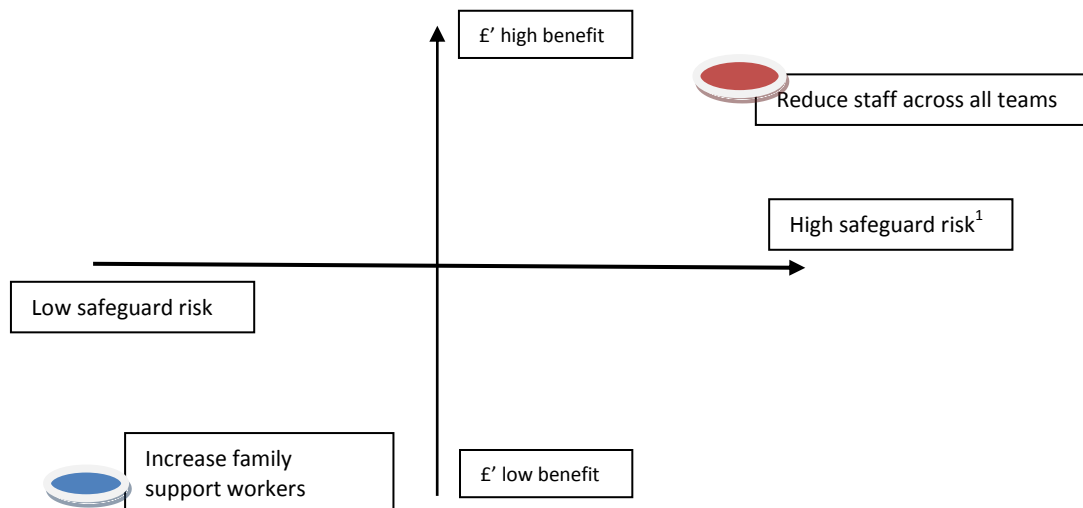 £’ high benefit
Reduce staff across all teams
High safeguard risk1
Low safeguard risk
Increase family
support workers
£’ low benefit